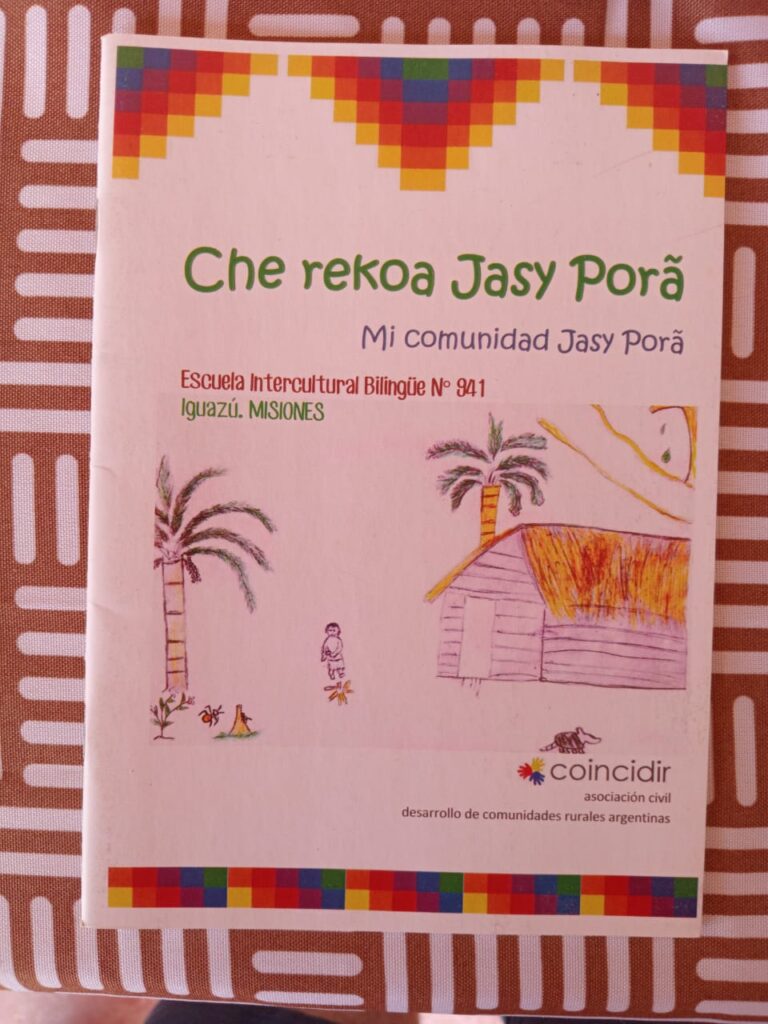 Che rekoa Jasy Porã
Mi comunidad Jasy Porã
Escuela Intercultural Bilingüe Nº 941
Iguazú. MISIONES
coincidir
asociación civil
desarrollo de comunidades rurales argentinas